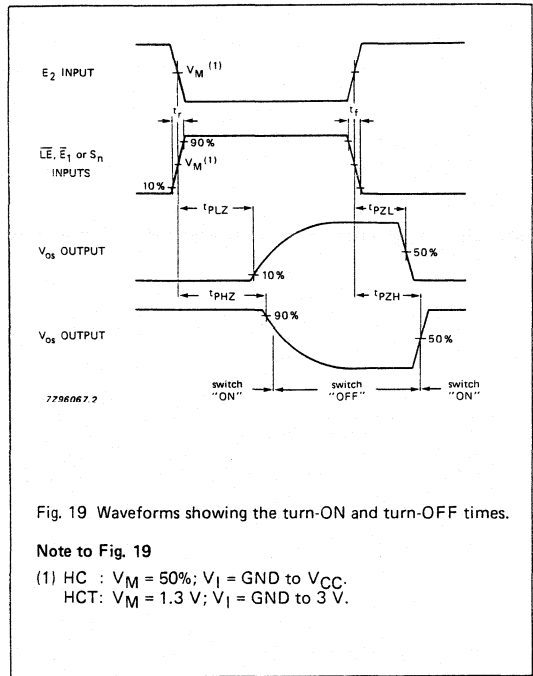 E2 INPUT
VM (1)
tr
tf
LE, E1 or Sn
INPUTS
90%
VM(1)
10%
tPLZ
tPZL
Vos OUTPUT
50%
10%
tPHZ
tPZH
90%
Vos OUTPUT
50%
switch
"ON"
switch
"OFF"
switch
"ON"
7Z96067.2
Fig. 19 Waveforms showing the turn-ON and turn-OFF times.
Note to Fig. 19
(1) HC : VM = 50%; VI = GND to VCC.
HCT: VM = 1.3 V; VI = GND to 3 V.